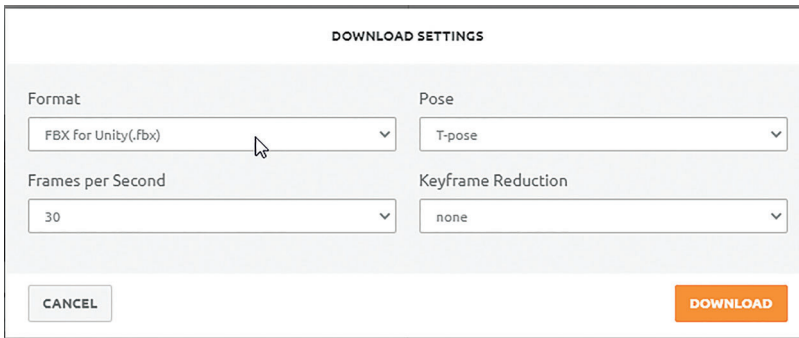 DOWNLOAD SETTINGS
Format
Pose
FBX for Unity(.fbx)
T-pose
Frames per Second
Keyframe Reduction
30
none
CANCEL
DOWNLOAD